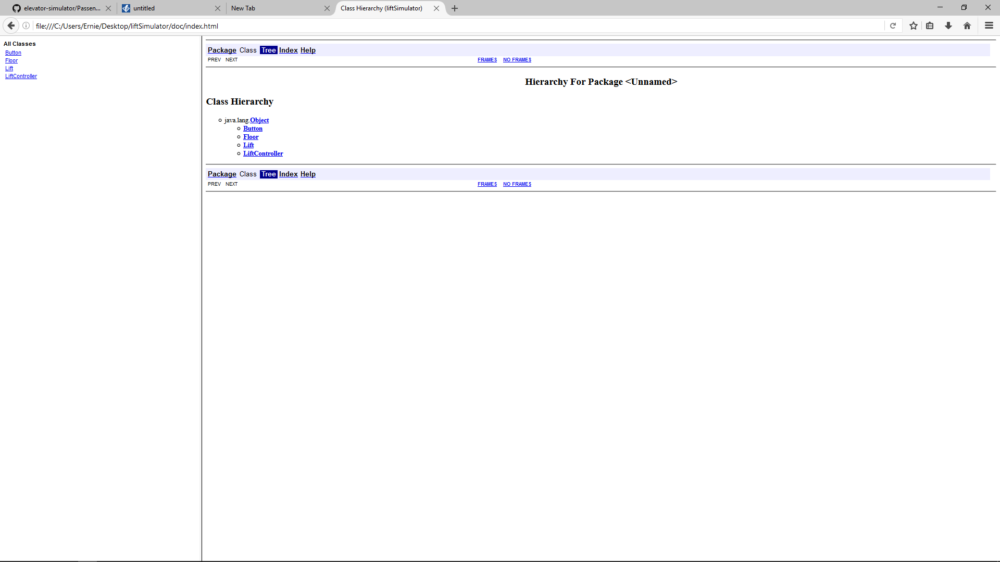 elevator-simulator/Passen... untitled New Tab Class Hierarchy (liftSimulator)
file:///C:/Users/Ernie/Desktop/liftSimulator/doc/index.html
All Classes
Button
Floor
Lift
LiftController
Package Class Tree Index Help
PREV NEXT FRAMES NO FRAMES
Hierarchy For Package <Unnamed>
Class Hierarchy
java.lang.Object
Button
Floor
Lift
LiftController
Package Class Tree Index Help
PREV NEXT FRAMES NO FRAMES